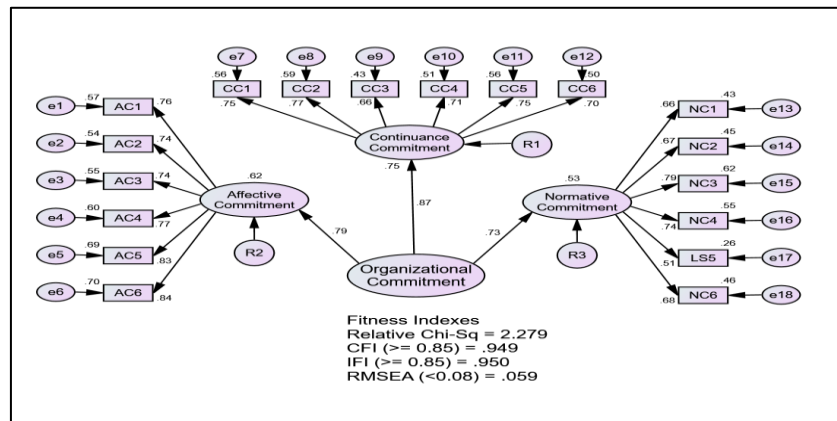 e7 e8 e9 e10 e11 e12
.56 .59 .43 .51 .56 .50
CC1 CC2 CC3 CC4 CC5 CC6
.75 .77 .66 .71 .75 .70
Continuance
Commitment
.75
R1
e1 .57 AC1 .76
e2 .54 AC2 .74
e3 .55 AC3 .74
e4 .60 AC4 .77
e5 .69 AC5 .83
e6 .70 AC6 .84
.62
Affective
Commitment
R2
.66 NC1 .43 e13
.67 NC2 .45 e14
.79 NC3 .62 e15
.74 NC4 .55 e16
.51 LS5 .26 e17
.68 NC6 .46 e18
.53
Normative
Commitment
R3
.79
.87
.73
Organizational
Commitment
Fitness Indexes
Relative Chi-Sq = 2.279
CFI (>= 0.85) = .949
IFI (>= 0.85) = .950
RMSEA (<0.08) = .059